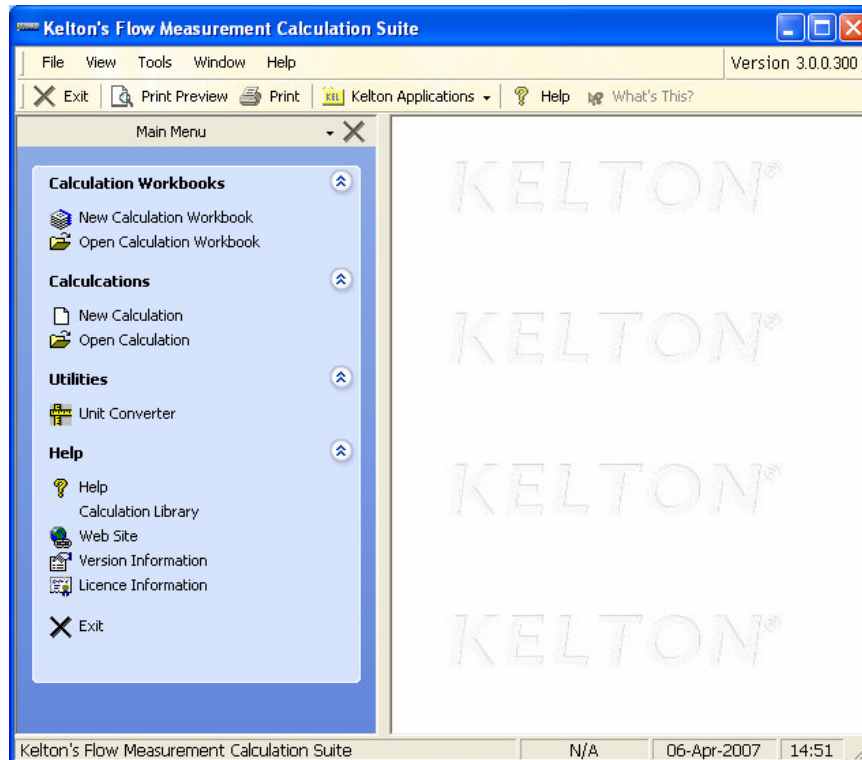 Kelton's Flow Measurement Calculation Suite
File View Tools Window Help Version 3.0.0.300
Exit Print Preview Print KEL Kelton Applications Help What's This?
Main Menu
Calculation Workbooks
New Calculation Workbook
Open Calculation Workbook
Calculcations
New Calculation
Open Calculation
Utilities
Unit Converter
Help
Help
Calculation Library
Web Site
Version Information
Licence Information
Exit
KELTON®
KELTON®
KELTON®
KELTON®
Kelton's Flow Measurement Calculation Suite N/A 06-Apr-2007 14:51